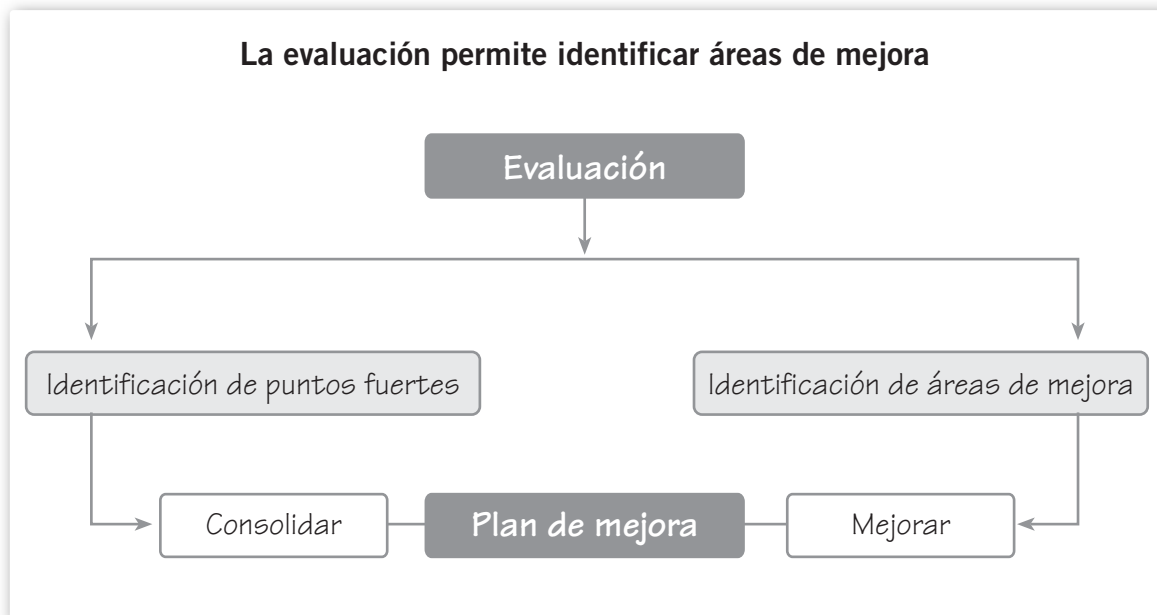 La evaluación permite identificar áreas de mejora
Evaluación
Identificación de puntos fuertes
Identificación de áreas de mejora
Consolidar
Plan de mejora
Mejorar